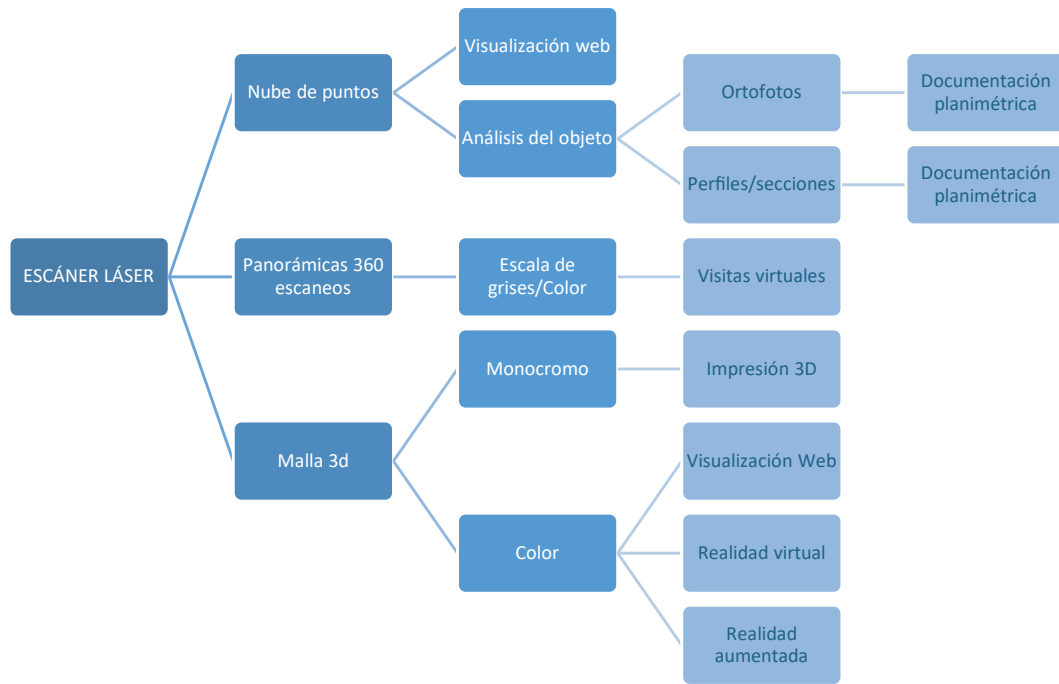 ESCÁNER LÁSER
Nube de puntos
Visualización web
Análisis del objeto
Ortofotos
Documentación
planimétrica
Perfiles/secciones
Documentación
planimétrica
Panorámicas 360
escaneos
Escala de
grises/Color
Visitas virtuales
Malla 3d
Monocromo
Impresión 3D
Color
Visualización Web
Realidad virtual
Realidad
aumentada